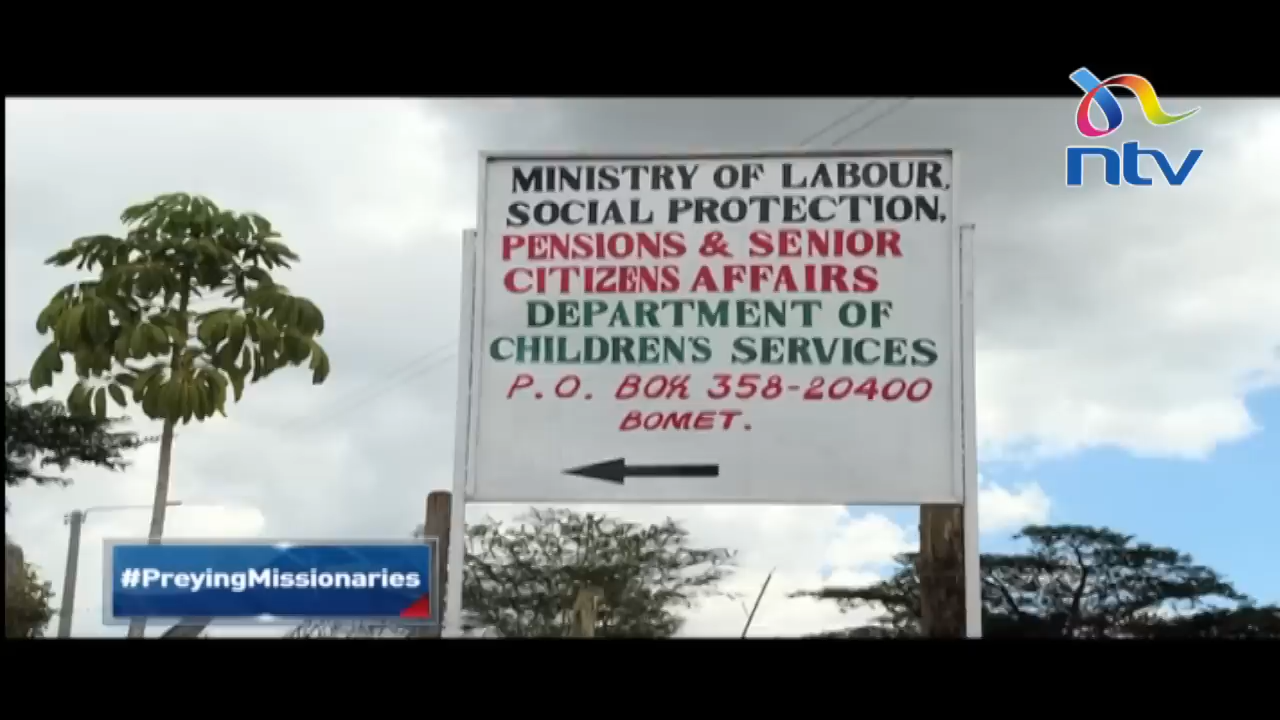 ntv
MINISTRY OF LABOUR,
SOCIAL PROTECTION,
PENSIONS & SENIOR
CITIZENS AFFAIRS
DEPARTMENT OF
CHILDREN'S SERVICES
P.O. BOX 358-20400
BOMET.
#PreyingMissionaries